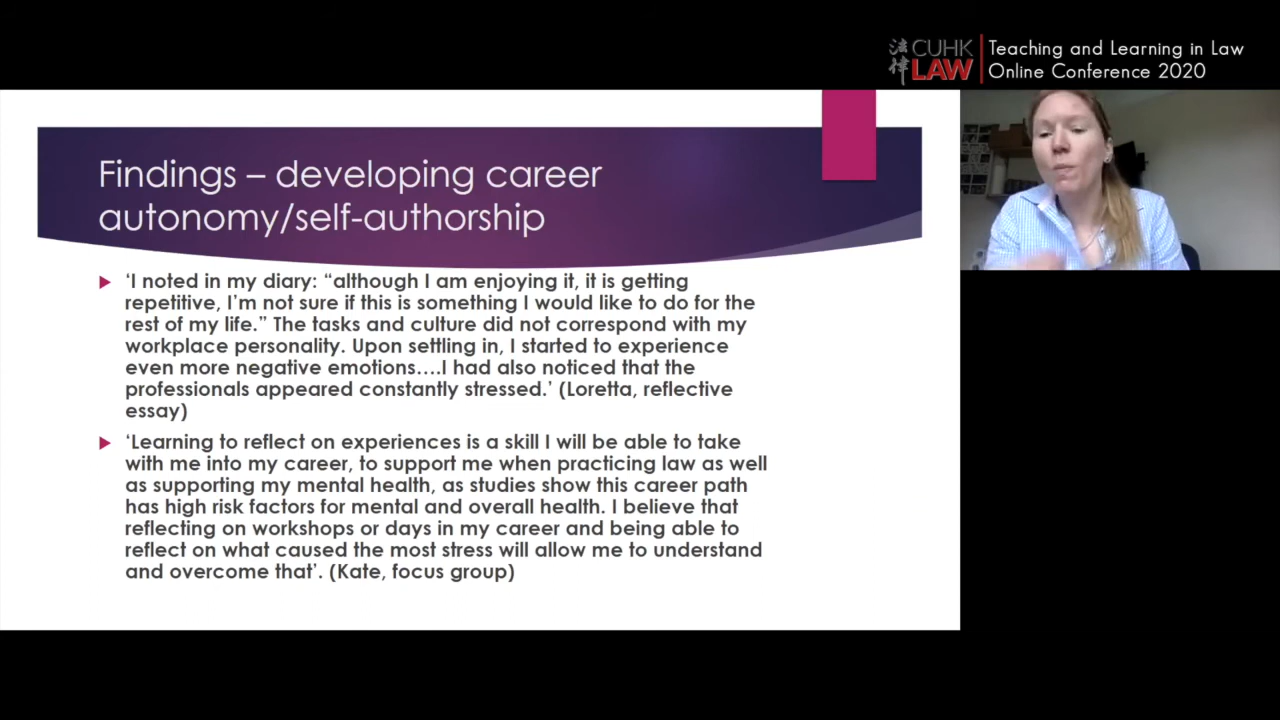 法律 CUHK LAW
Teaching and Learning in Law
Online Conference 2020
Findings – developing career
autonomy/self-authorship
‘I noted in my diary: “although I am enjoying it, it is getting
repetitive, I’m not sure if this is something I would like to do for the
rest of my life.” The tasks and culture did not correspond with my
workplace personality. Upon settling in, I started to experience
even more negative emotions….I had also noticed that the
professionals appeared constantly stressed.’ (Loretta, reflective
essay)
‘Learning to reflect on experiences is a skill I will be able to take
with me into my career, to support me when practicing law as well
as supporting my mental health, as studies show this career path
has high risk factors for mental and overall health. I believe that
reflecting on workshops or days in my career and being able to
reflect on what caused the most stress will allow me to understand
and overcome that’. (Kate, focus group)